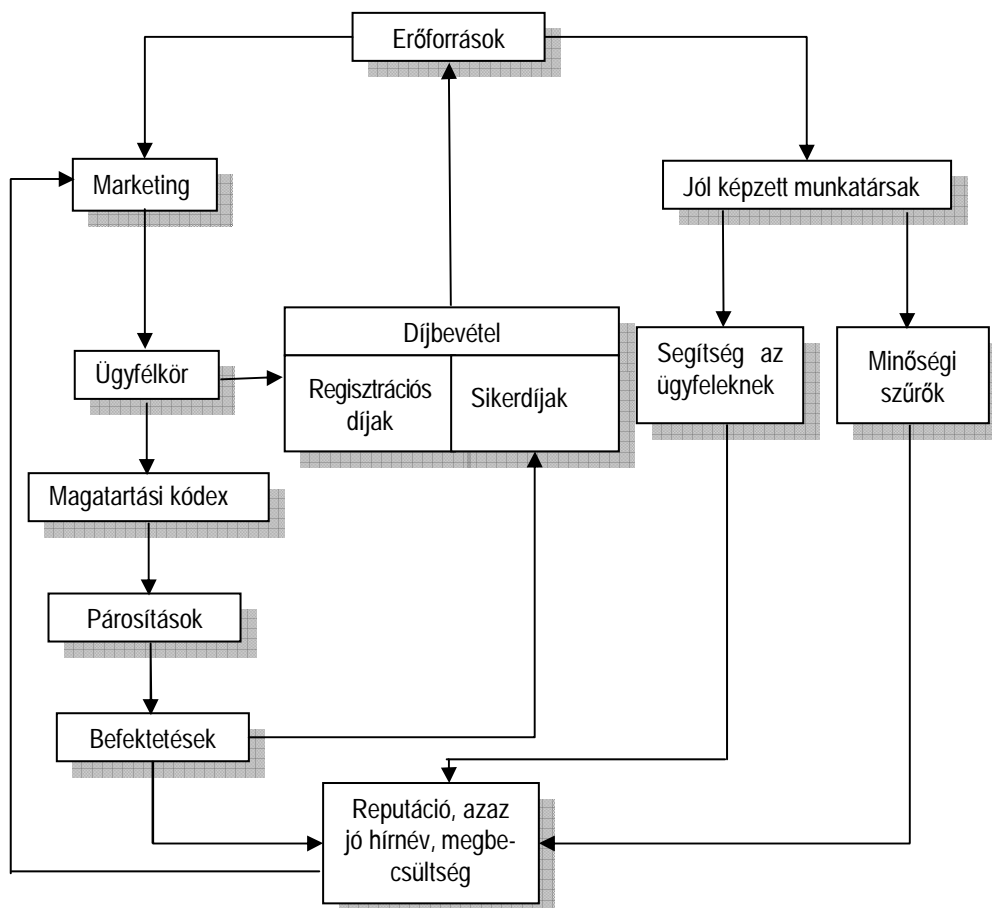 Erőforrások
Marketing
Jól képzett munkatársak
Díjbevétel
Ügyfélkör
Regisztrációs
díjak
Sikerdíjak
Segítség az
ügyfeleknek
Minőségi
szűrők
Magatartási kódex
Párosítások
Befektetések
Reputáció, azaz
jó hírnév, megbe-
csültség